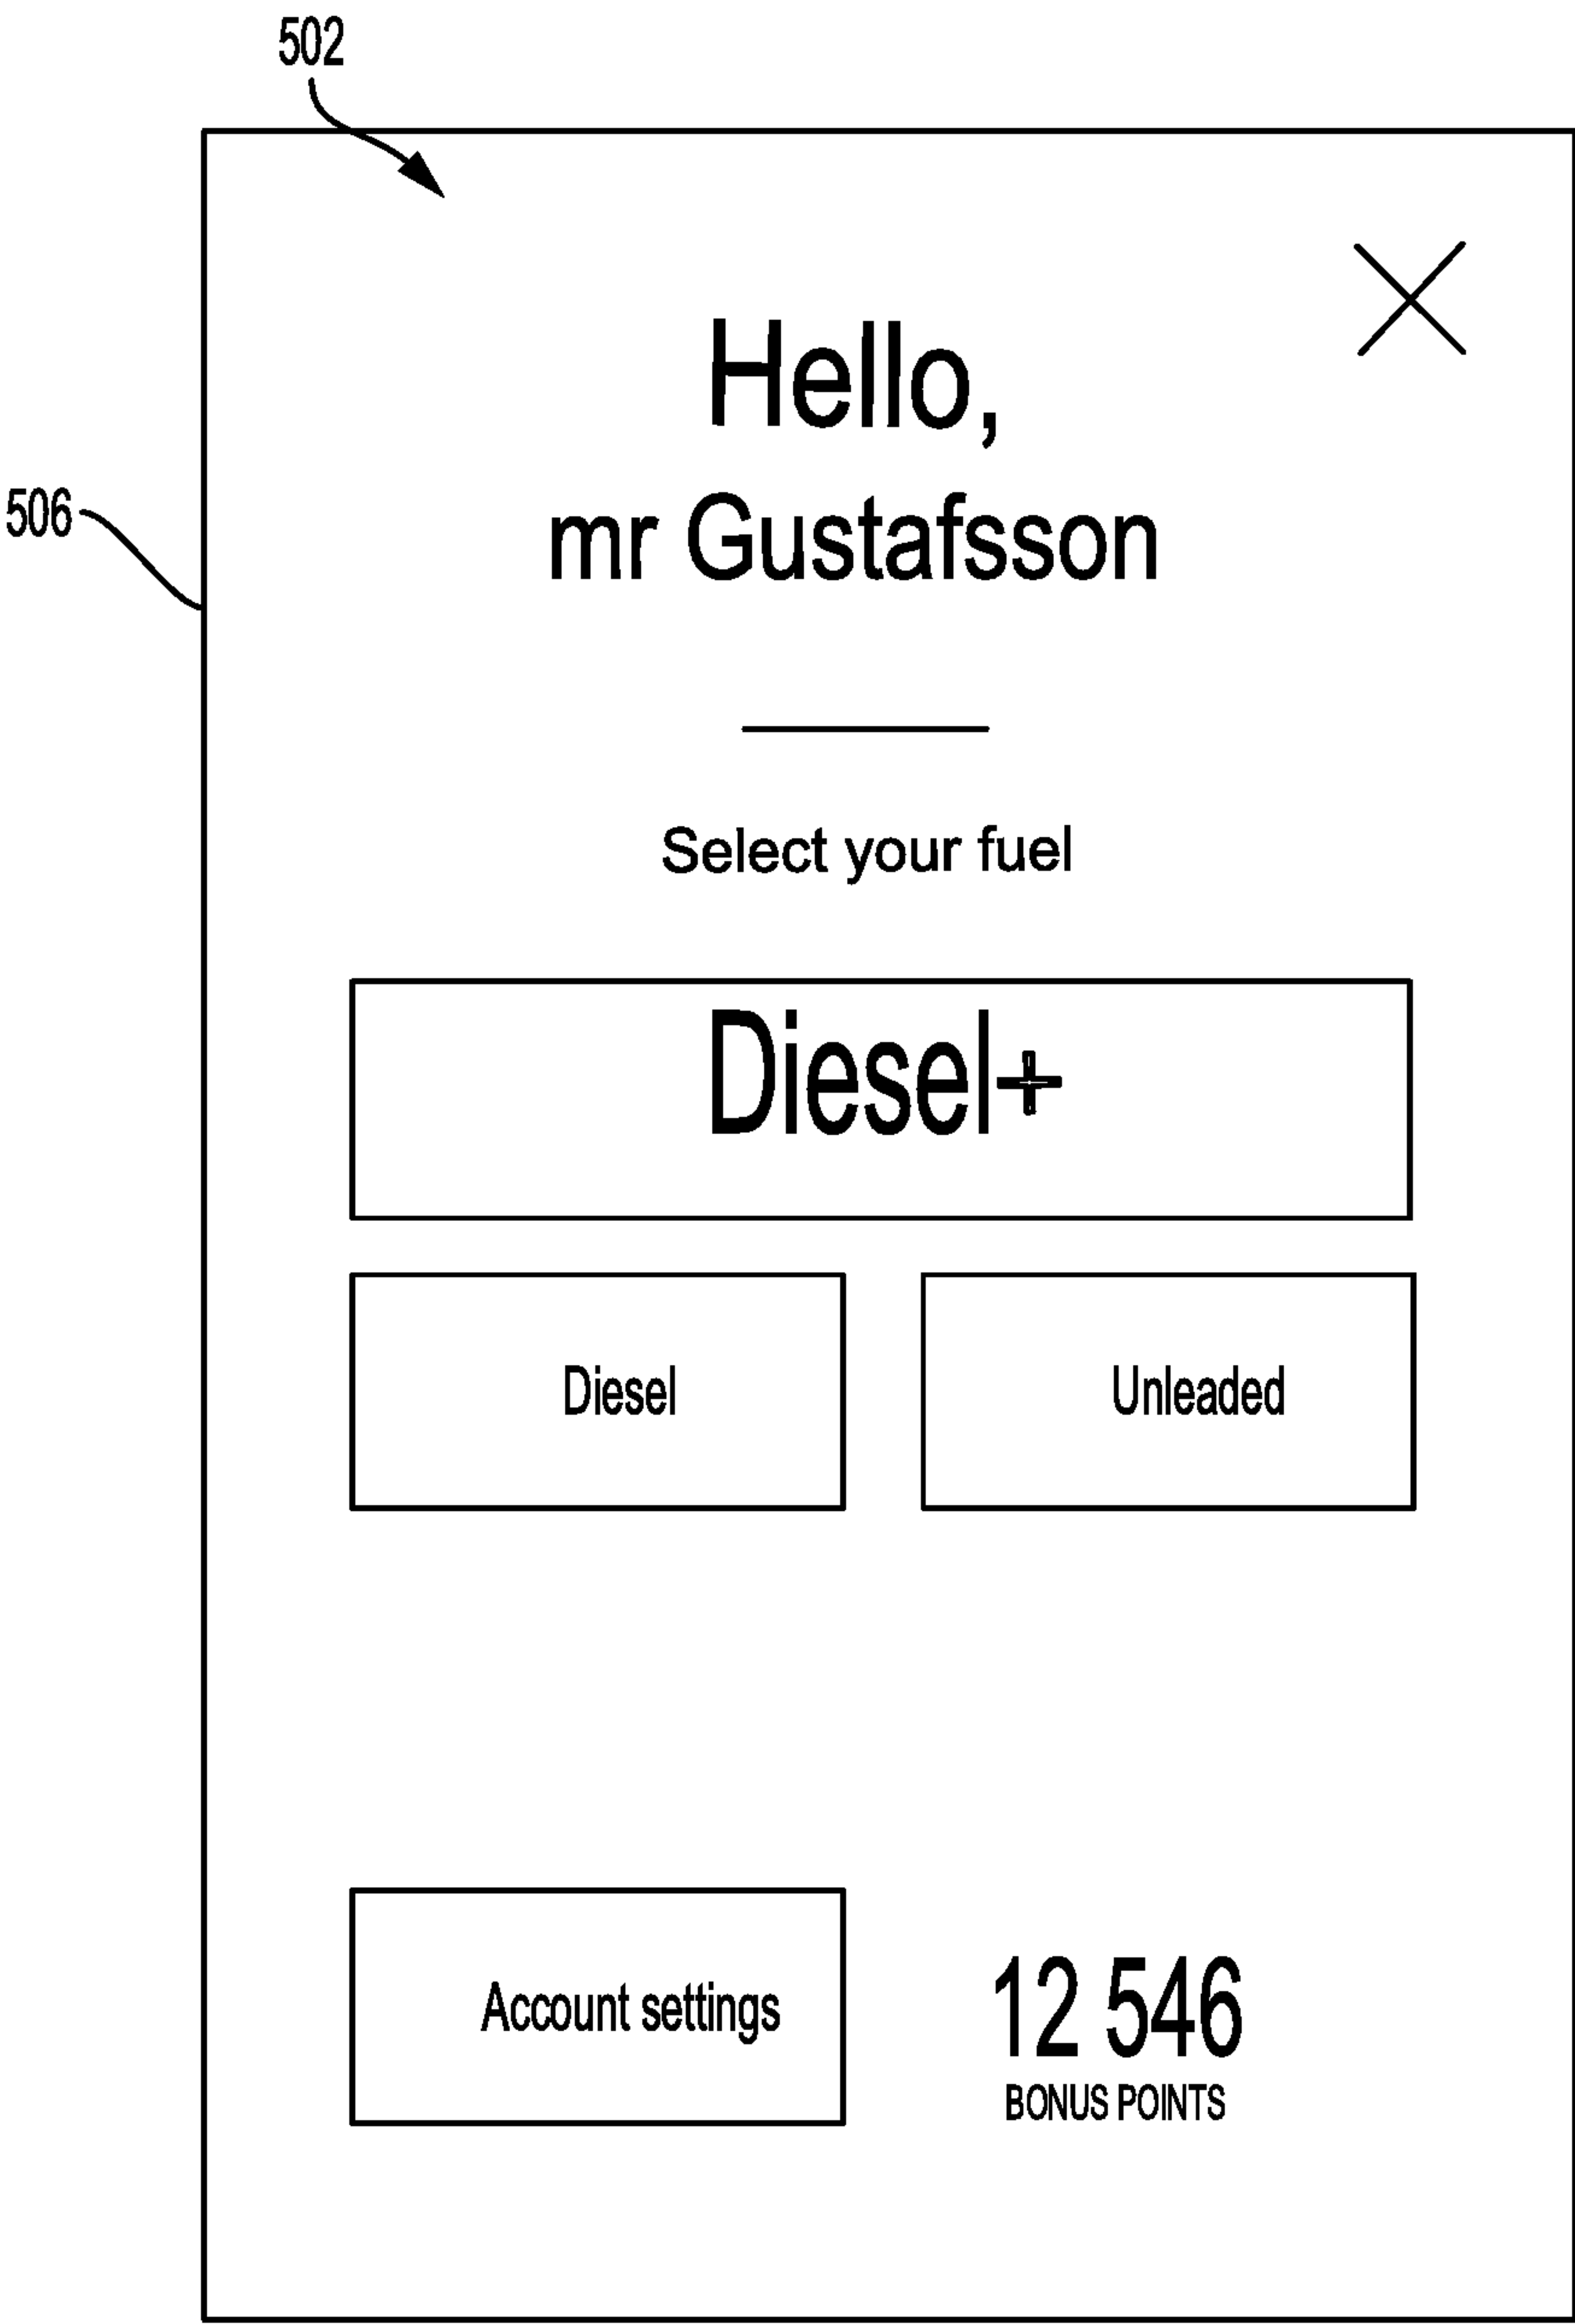 502
Hello,
mr Gustafsson
506
Select your fuel
Diesel+
Diesel
Unleaded
Account settings
12 546
BONUS POINTS